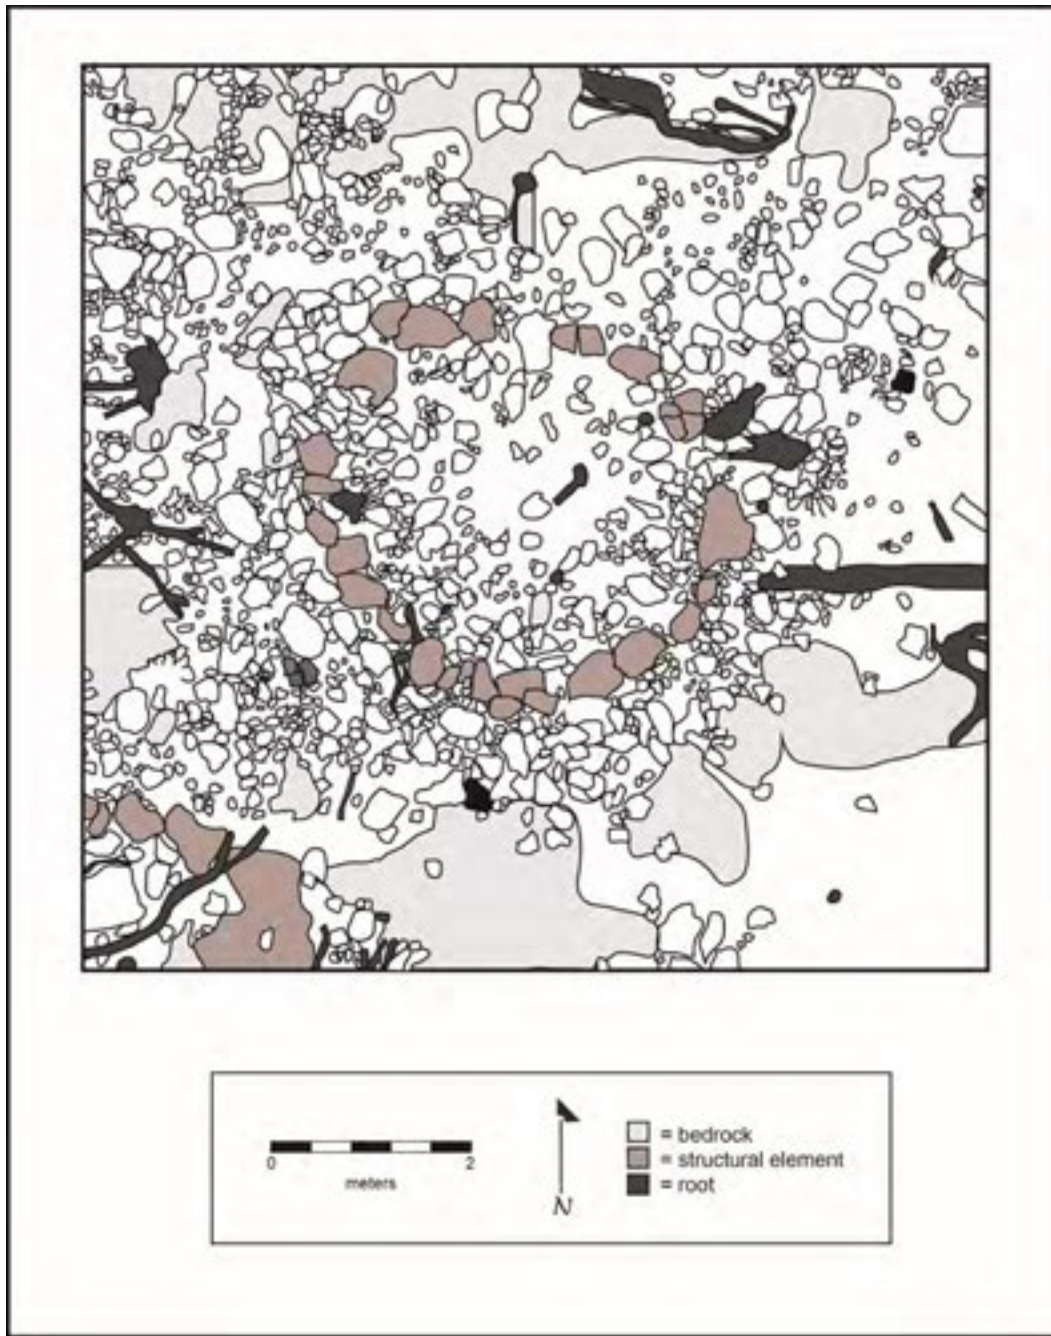 0 2
meters
N
= bedrock
= structural element
= root